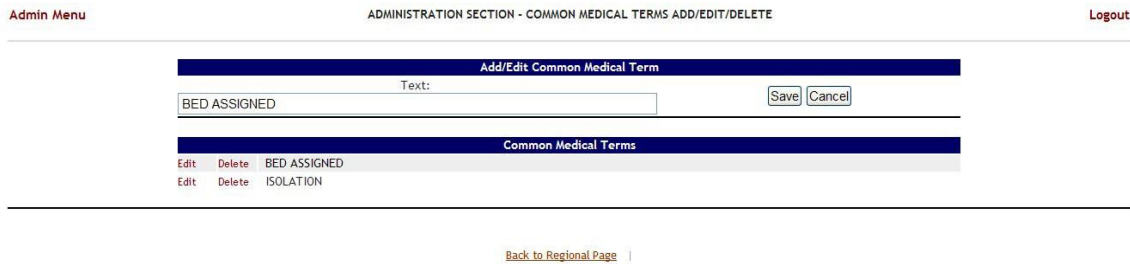 Admin Menu ADMINISTRATION SECTION - COMMON MEDICAL TERMS ADD/EDIT/DELETE Logout
Add/Edit Common Medical Term
Text:
BED ASSIGNED Save Cancel
Common Medical Terms
Edit Delete BED ASSIGNED
Edit Delete ISOLATION
Back to Regional Page |